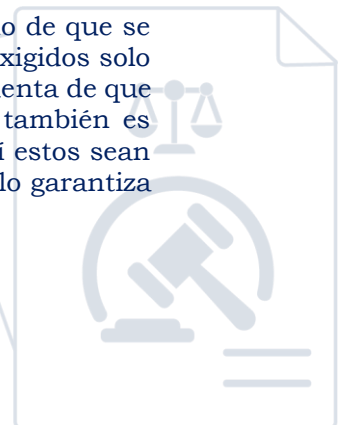 o de que se
xigidos solo
enta de que
también es
í estos sean
lo garantiza